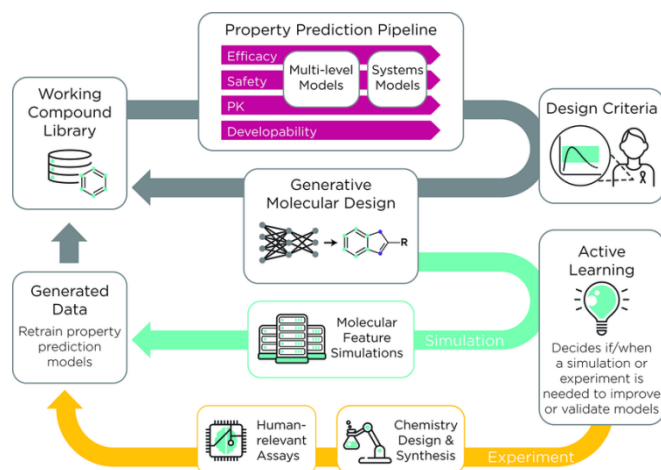 Property Prediction Pipeline
Efficacy
Safety
PK
Developability
Multi-level
Models
Systems
Models
Working
Compound
Library
Design Criteria
Generative
Molecular Design
R
Active
Learning
Decides if/when
a simulation or
experiment is
needed to improve
or validate models
Generated
Data
Retrain property
prediction
models
Molecular
Feature
Simulations
Simulation
Human-
relevant
Assays
Chemistry
Design &
Synthesis
Experiment